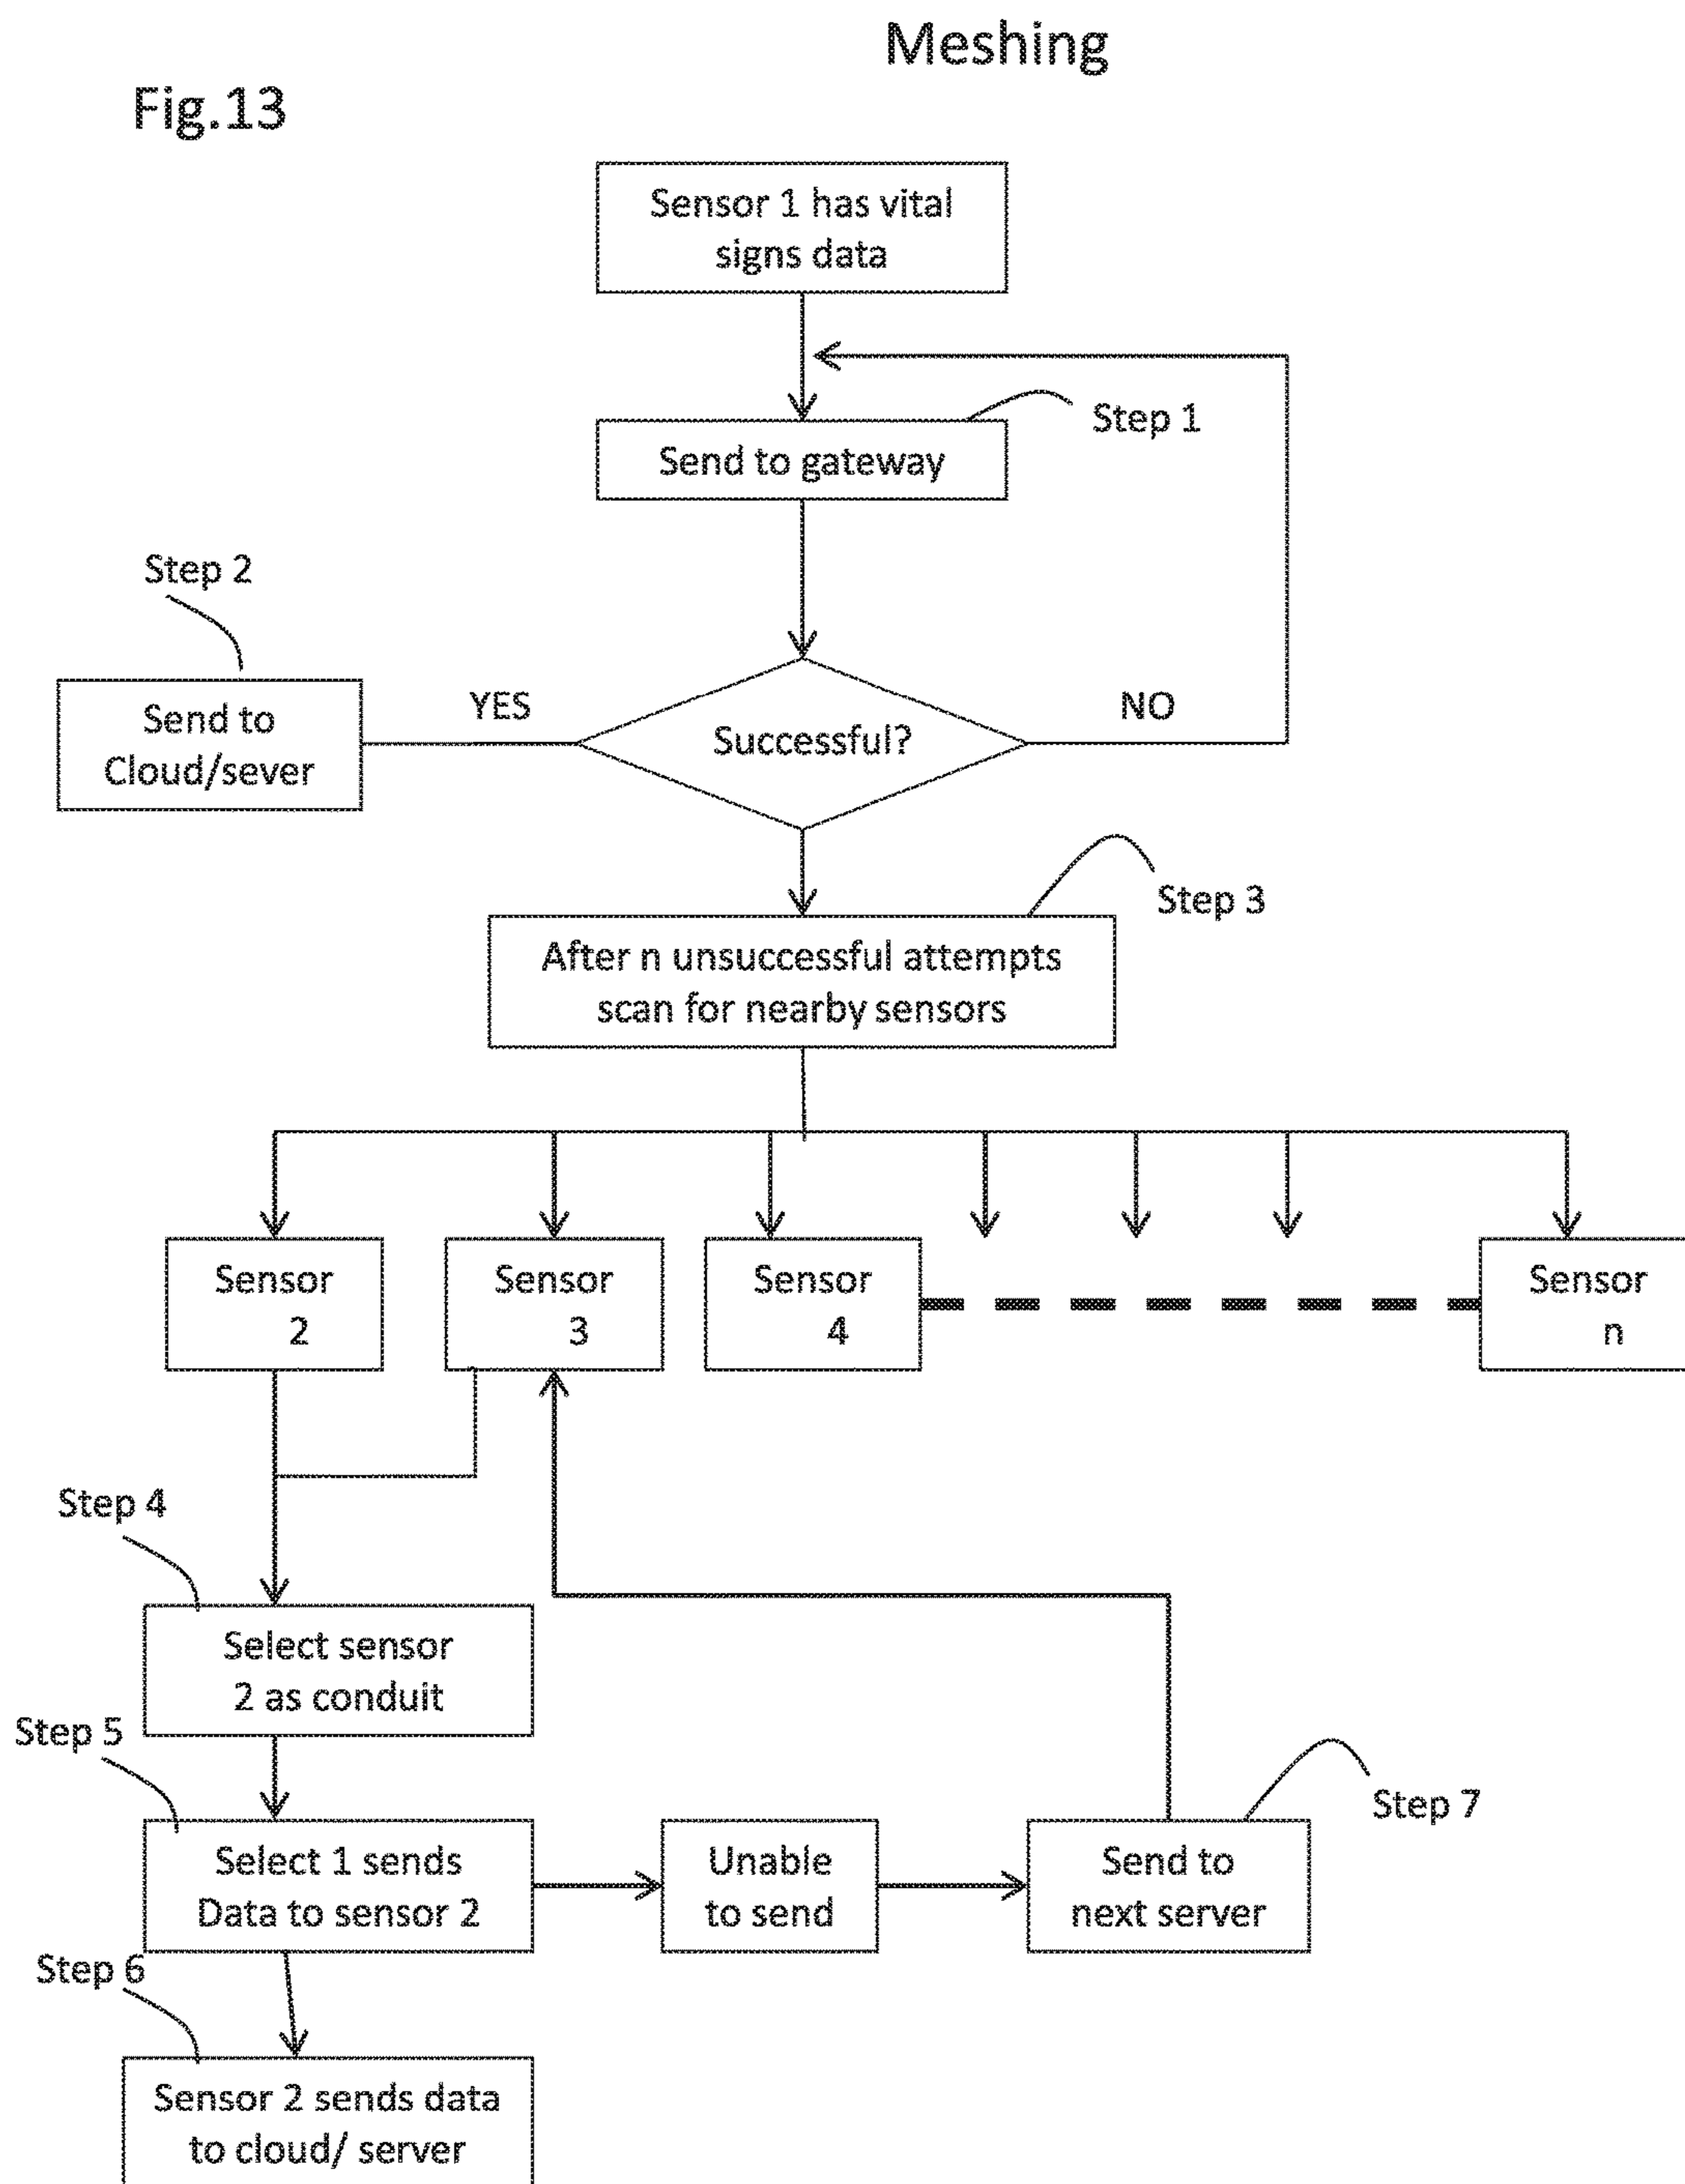 Meshing
Fig.13
Sensor 1 has vital
signs data
Step 1
Send to gateway
Step 2
Send to
Cloud/sever
YES
Successful?
NO
Step 3
After n unsuccessful attempts
scan for nearby sensors
Sensor
2
Sensor
3
Sensor
4
Sensor
n
Step 4
Select sensor
2 as conduit
Step 5
Select 1 sends
Data to sensor 2
Unable
to send
Step 7
Send to
next server
Step 6
Sensor 2 sends data
to cloud/ server